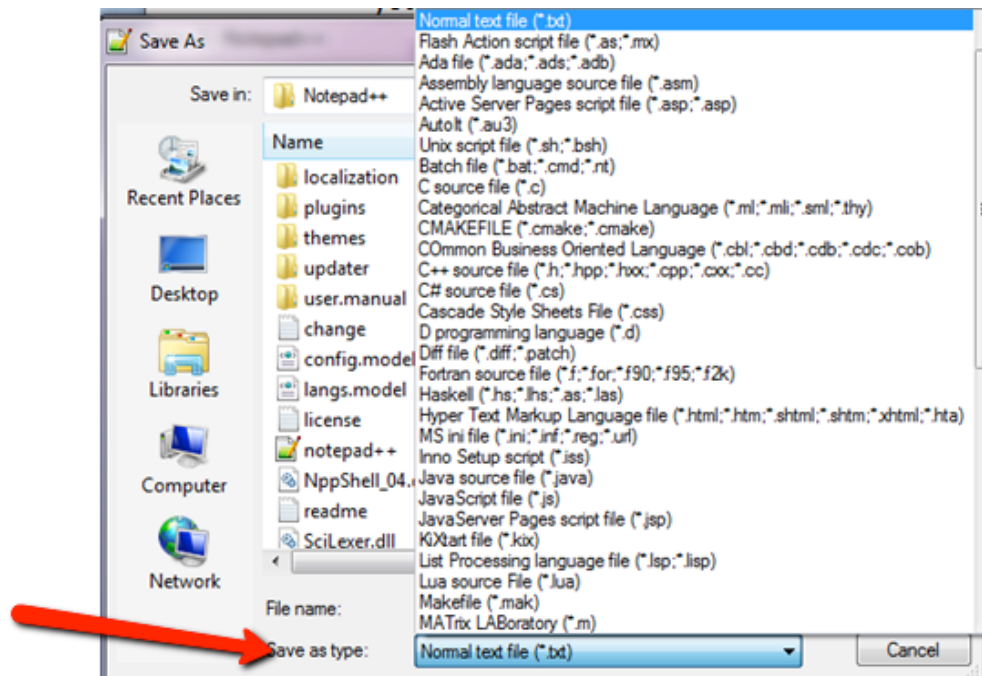 Save As
Save in:
Notepad++
Name
Recent Places
Desktop
Libraries
Computer
Network
localization
plugins
themes
updater
user.manual
change
config.model
langs.model
license
notepad++
NppShell_04.
readme
SciLexer.dll
Normal text file (*.txt)
Flash Action script file (*.as;*.mx)
Ada file (*.ada;*.ads;*.adb)
Assembly language source file (*.asm)
Active Server Pages script file (*.asp;*.asp)
AutoIt (*.au3)
Unix script file (*.sh;*.bsh)
Batch file (*.bat;*.cmd;*.nt)
C source file (*.c)
Categorical Abstract Machine Language (*.ml;*.mli;*.sml;*.thy)
CMAKEFILE (*.cmake;*.cmake)
COmmon Business Oriented Language (*.cbl;*.cbd;*.cdb;*.cdc;*.cob)
C++ source file (*.h;*.hpp;*.hxx;*.cpp;*.cxx;*.cc)
C# source file (*.cs)
Cascade Style Sheets File (*.css)
D programming language (*.d)
Diff file (*.diff;*.patch)
Fortran source file (*.f;*.for;*.f90;*.f95;*.f2k)
Haskell (*.hs;*.lhs;*.as;*.las)
Hyper Text Markup Language file (*.html;*.htm;*.shtml;*.shtm;*.xhtml;*.hta)
MS ini file (*.ini;*.inf;*.reg;*.url)
Inno Setup script (*.iss)
Java source file (*.java)
JavaScript file (*.js)
JavaServer Pages script file (*.jsp)
KiXtart file (*.kix)
List Processing language file (*.lsp;*.lisp)
Lua source File (*.lua)
Makefile (*.mak)
MATrix LABoratory (*.m)
File name:
Save as type:
Normal text file (*.txt)
Cancel